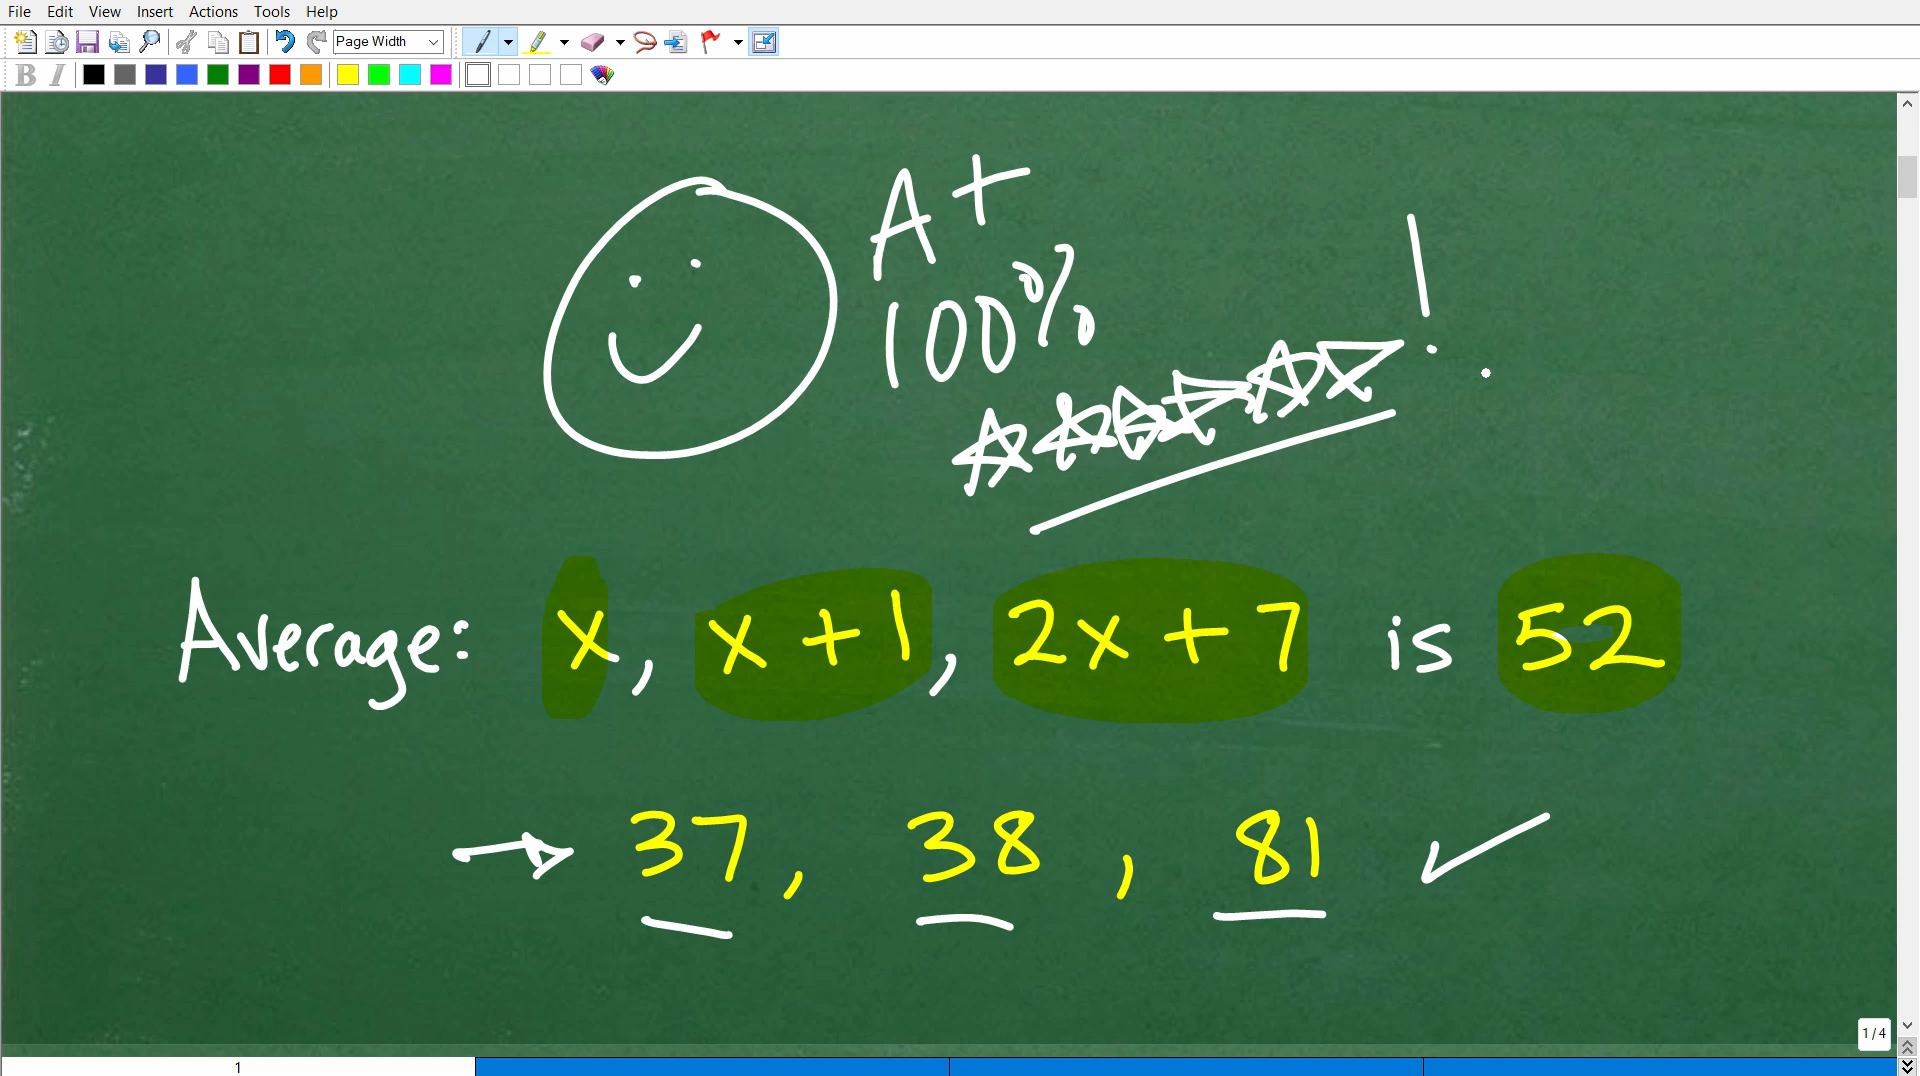 File Edit View Insert Actions Tools Help
Page Width
B I
A+
100%
!
Average: x, x + 1, 2x + 7 is 52
37, 38, 81
1 / 4
1